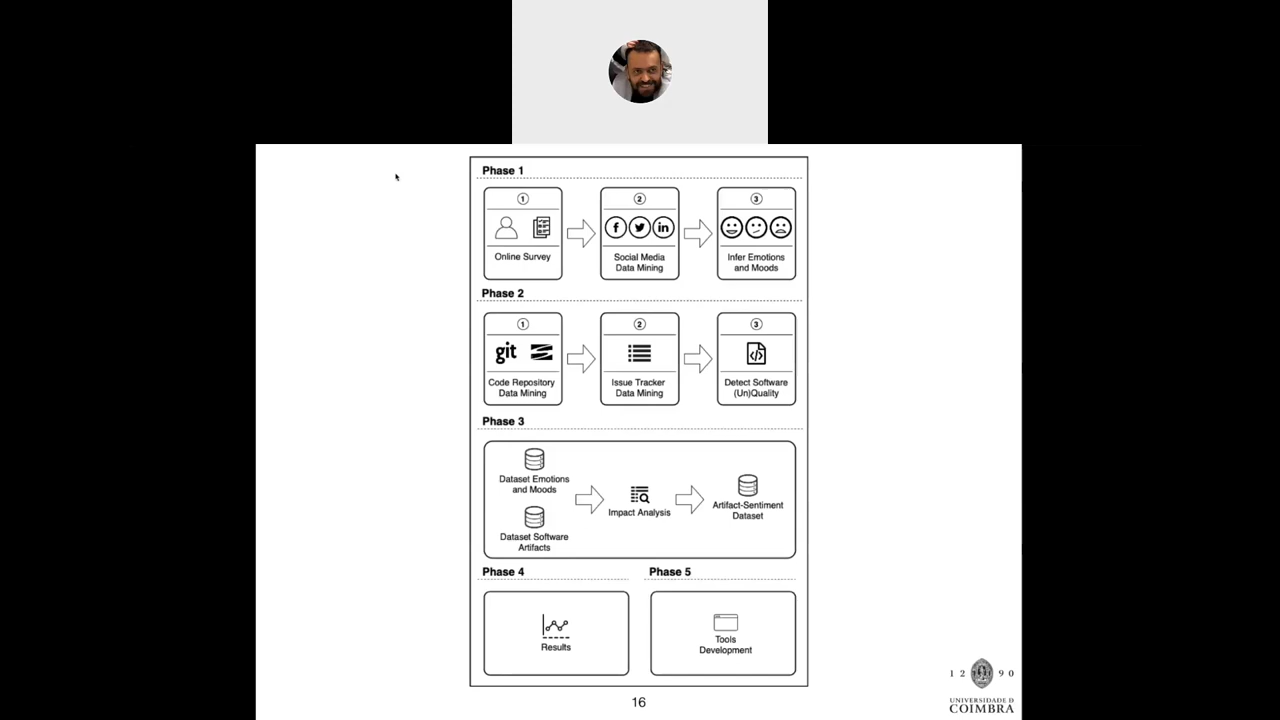 Phase 1
1
2
3
f
in
Online Survey
Social Media
Data Mining
Infer Emotions
and Moods
Phase 2
1
2
3
git
</>
Code Repository
Data Mining
Issue Tracker
Data Mining
Detect Software
(Un)Quality
Phase 3
Dataset Emotions
and Moods
Dataset Software
Artifacts
Impact Analysis
Artifact-Sentiment
Dataset
Phase 4
Phase 5
Results
Tools
Development
16
12 90
UNIVERSIDADE D
COIMBRA